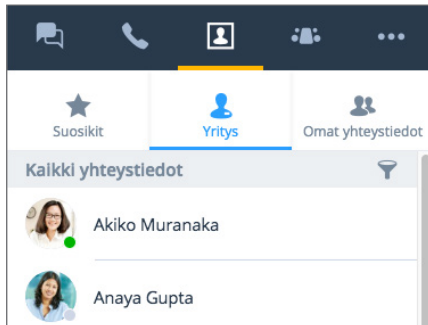 Suosikit
Yritys
Omat yhteystiedot
Kaikki yhteystiedot
Akiko Muranaka
Anaya Gupta